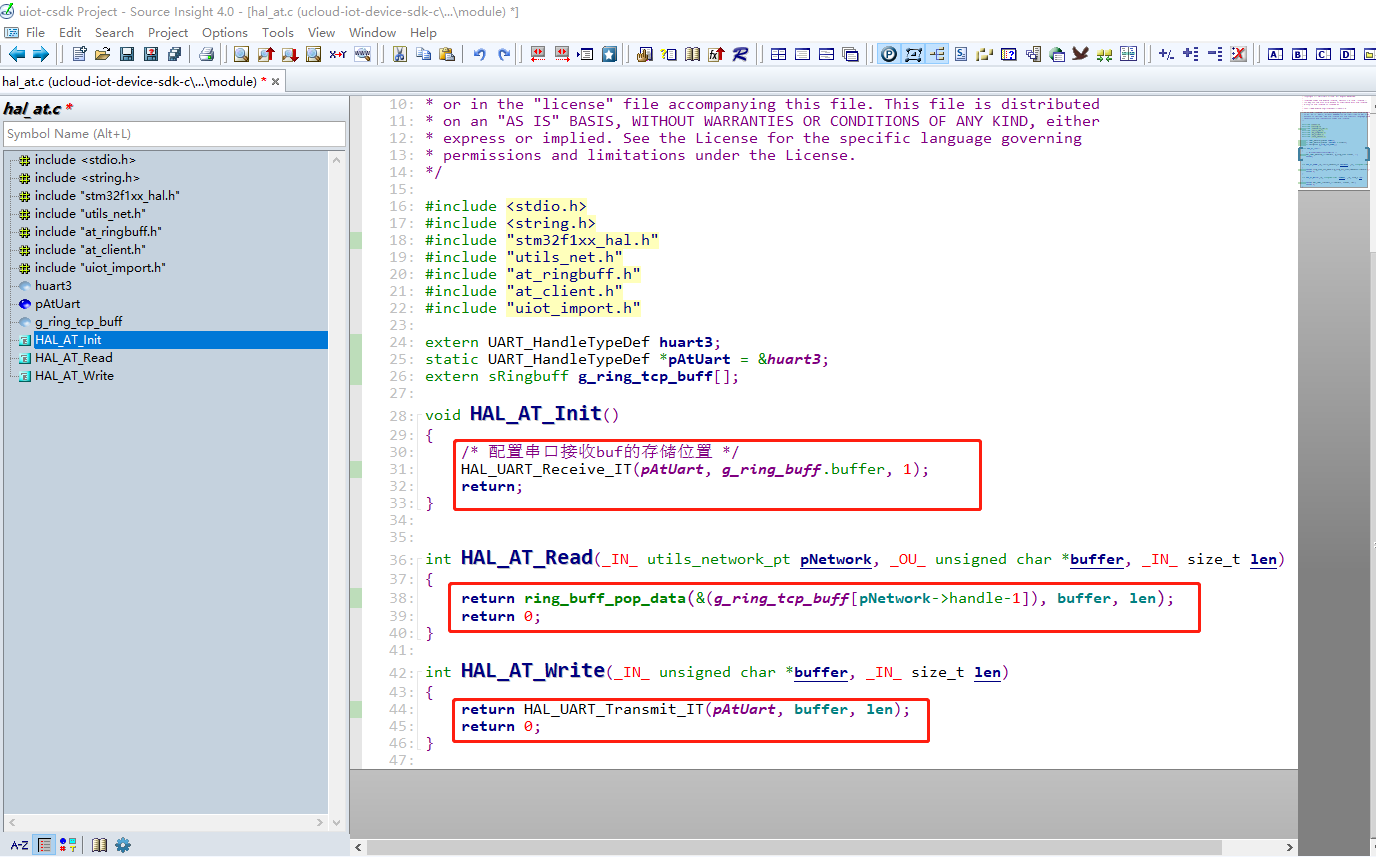 uiot-csdk Project - Source Insight 4.0 - [hal_at.c (ucloud-iot-device-sdk-c\...\module) *]
File Edit Search Project Options Tools View Window Help
hal_at.c (ucloud-iot-device-sdk-c\...\module) *
hal_at.c *
Symbol Name (Alt+L)
include <stdio.h>
include <string.h>
include "stm32f1xx_hal.h"
include "utils_net.h"
include "at_ringbuff.h"
include "at_client.h"
include "uiot_import.h"
huart3
pAtUart
g_ring_tcp_buff
HAL_AT_Init
HAL_AT_Read
HAL_AT_Write
A-Z
10: * or in the "license" file accompanying this file. This file is distributed
11: * on an "AS IS" BASIS, WITHOUT WARRANTIES OR CONDITIONS OF ANY KIND, either
12: * express or implied. See the License for the specific language governing
13: * permissions and limitations under the License.
14: */
15:
16: #include <stdio.h>
17: #include <string.h>
18: #include "stm32f1xx_hal.h"
19: #include "utils_net.h"
20: #include "at_ringbuff.h"
21: #include "at_client.h"
22: #include "uiot_import.h"
23:
24: extern UART_HandleTypeDef huart3;
25: static UART_HandleTypeDef *pAtUart = &huart3;
26: extern sRingbuff g_ring_tcp_buff[];
27:
28: void HAL_AT_Init()
29: {
30: /* 配置串口接收buf的存储位置 */
31: HAL_UART_Receive_IT(pAtUart, g_ring_buff.buffer, 1);
32: return;
33: }
34:
35:
36: int HAL_AT_Read(_IN_ utils_network_pt pNetwork, _OU_ unsigned char *buffer, _IN_ size_t len)
37: {
38: return ring_buff_pop_data(&(g_ring_tcp_buff[pNetwork->handle-1]), buffer, len);
39: return 0;
40: }
41:
42: int HAL_AT_Write(_IN_ unsigned char *buffer, _IN_ size_t len)
43: {
44: return HAL_UART_Transmit_IT(pAtUart, buffer, len);
45: return 0;
46: }
47: